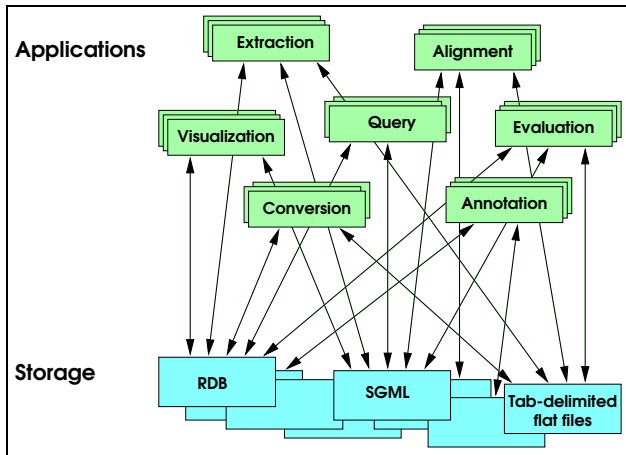 Applications
Extraction
Alignment
Visualization
Query
Evaluation
Conversion
Annotation
Storage
RDB
SGML
Tab-delimited
flat files